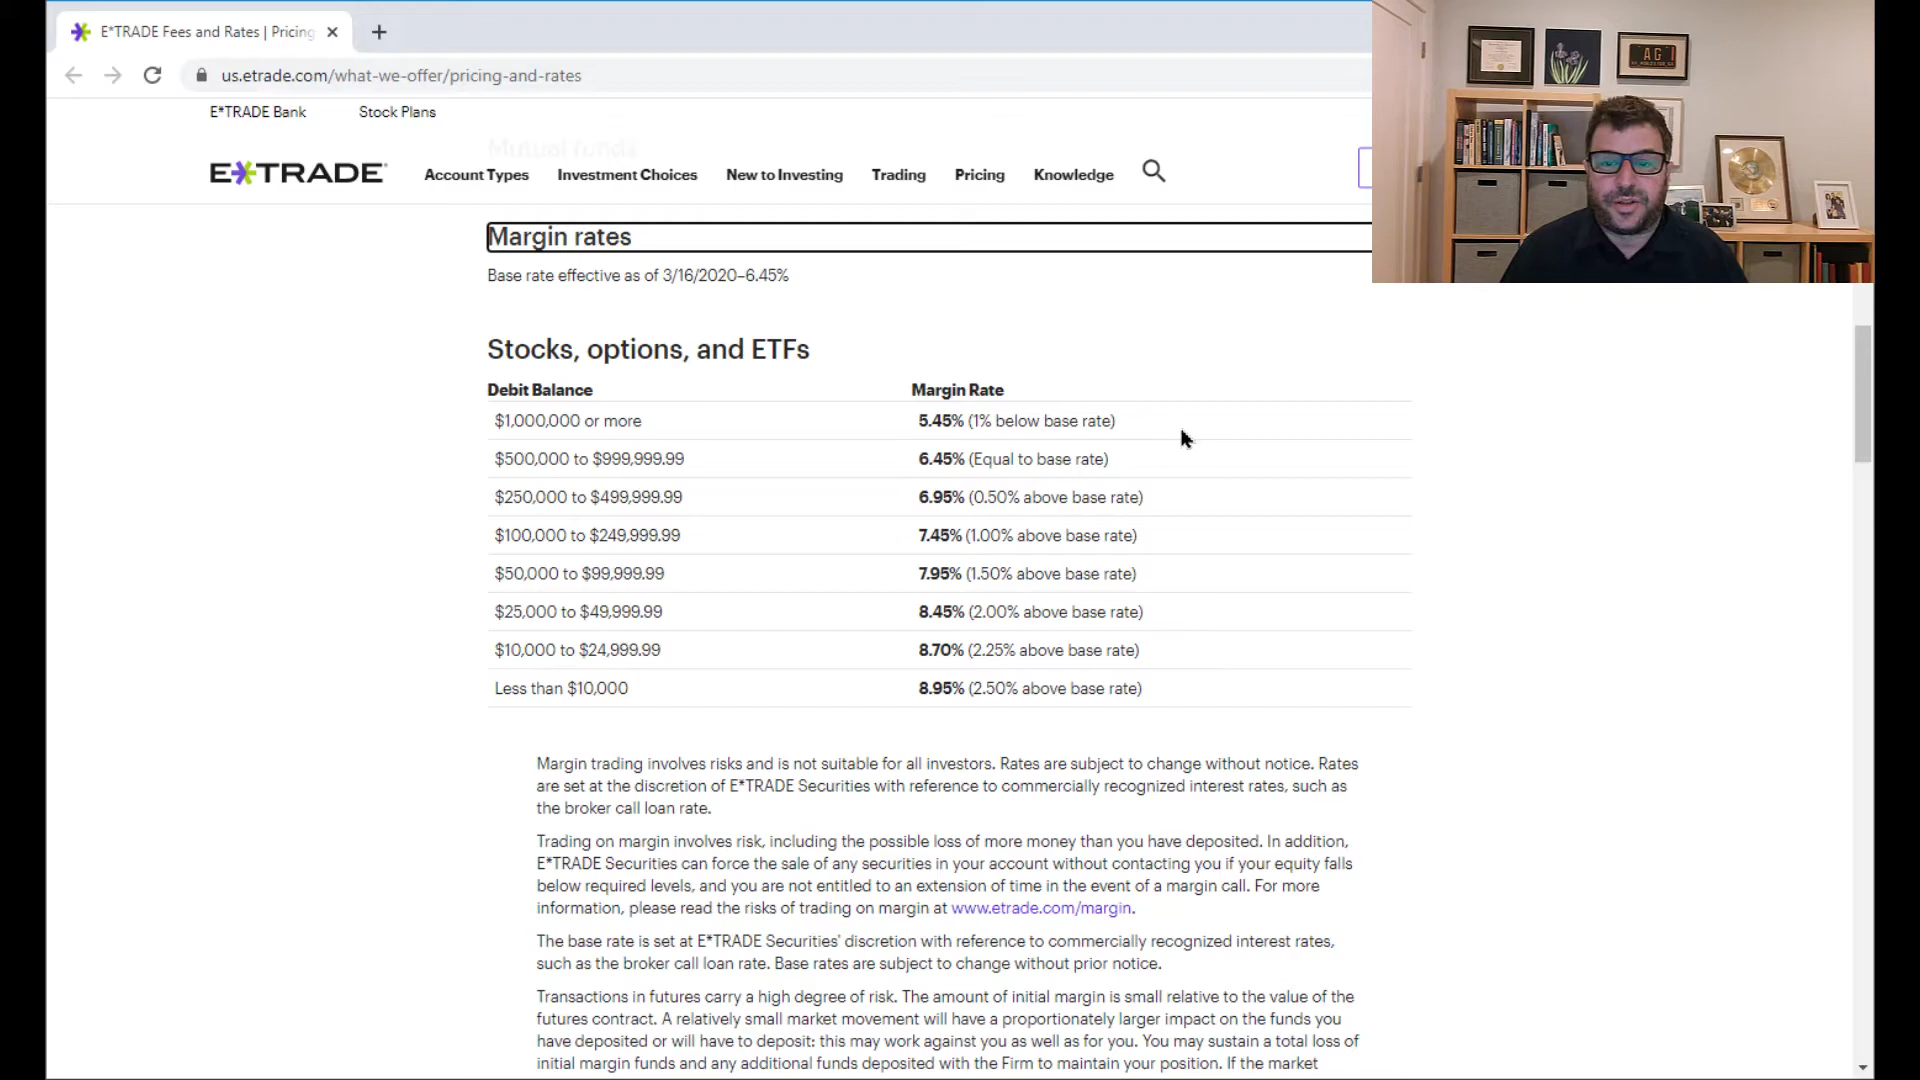 E*TRADE Fees and Rates | Pricing
us.etrade.com/what-we-offer/pricing-and-rates
E*TRADE Bank Stock Plans
Mutual funds
E*TRADE Account Types Investment Choices New to Investing Trading Pricing Knowledge
AG 1
Margin rates
Base rate effective as of 3/16/2020–6.45%
Stocks, options, and ETFs
Debit Balance Margin Rate
$1,000,000 or more 5.45% (1% below base rate)
$500,000 to $999,999.99 6.45% (Equal to base rate)
$250,000 to $499,999.99 6.95% (0.50% above base rate)
$100,000 to $249,999.99 7.45% (1.00% above base rate)
$50,000 to $99,999.99 7.95% (1.50% above base rate)
$25,000 to $49,999.99 8.45% (2.00% above base rate)
$10,000 to $24,999.99 8.70% (2.25% above base rate)
Less than $10,000 8.95% (2.50% above base rate)
Margin trading involves risks and is not suitable for all investors. Rates are subject to change without notice. Rates
are set at the discretion of E*TRADE Securities with reference to commercially recognized interest rates, such as
the broker call loan rate.
Trading on margin involves risk, including the possible loss of more money than you have deposited. In addition,
E*TRADE Securities can force the sale of any securities in your account without contacting you if your equity falls
below required levels, and you are not entitled to an extension of time in the event of a margin call. For more
information, please read the risks of trading on margin at www.etrade.com/margin.
The base rate is set at E*TRADE Securities' discretion with reference to commercially recognized interest rates,
such as the broker call loan rate. Base rates are subject to change without prior notice.
Transactions in futures carry a high degree of risk. The amount of initial margin is small relative to the value of the
futures contract. A relatively small market movement will have a proportionately larger impact on the funds you
have deposited or will have to deposit: this may work against you as well as for you. You may sustain a total loss of
initial margin funds and any additional funds deposited with the Firm to maintain your position. If the market